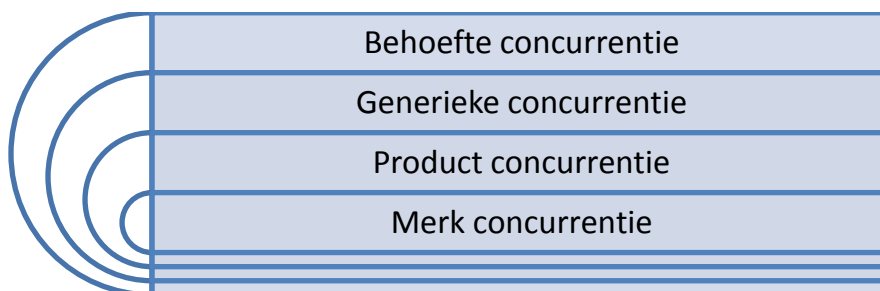 Behoefte concurrentie
Generieke concurrentie
Product concurrentie
Merk concurrentie